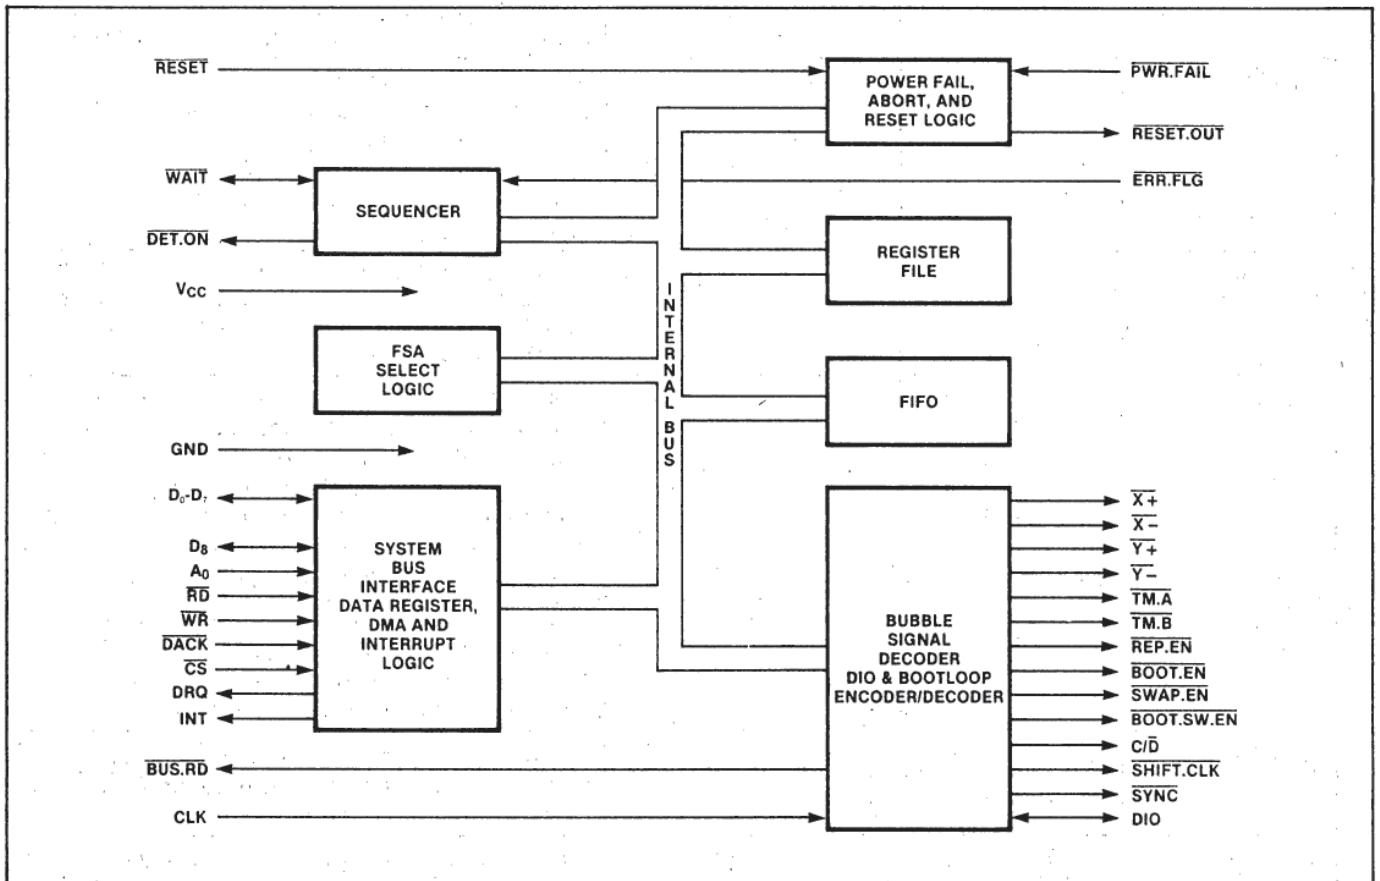 RESET
POWER FAIL,
ABORT, AND
RESET LOGIC
PWR.FAIL
RESET.OUT
WAIT
SEQUENCER
ERR.FLG
DET.ON
REGISTER
FILE
VCC
INTERNAL BUS
FSA
SELECT
LOGIC
FIFO
GND
D0-D7
D8
A0
RD
WR
DACK
CS
DRQ
INT
SYSTEM
BUS
INTERFACE
DATA REGISTER,
DMA AND
INTERRUPT
LOGIC
BUBBLE
SIGNAL
DECODER
DIO & BOOTLOOP
ENCODER/DECODER
X+
X-
Y+
Y-
TM.A
TM.B
REP.EN
BOOT.EN
SWAP.EN
BOOT.SW.EN
C/D
SHIFT.CLK
SYNC
DIO
BUS.RD
CLK